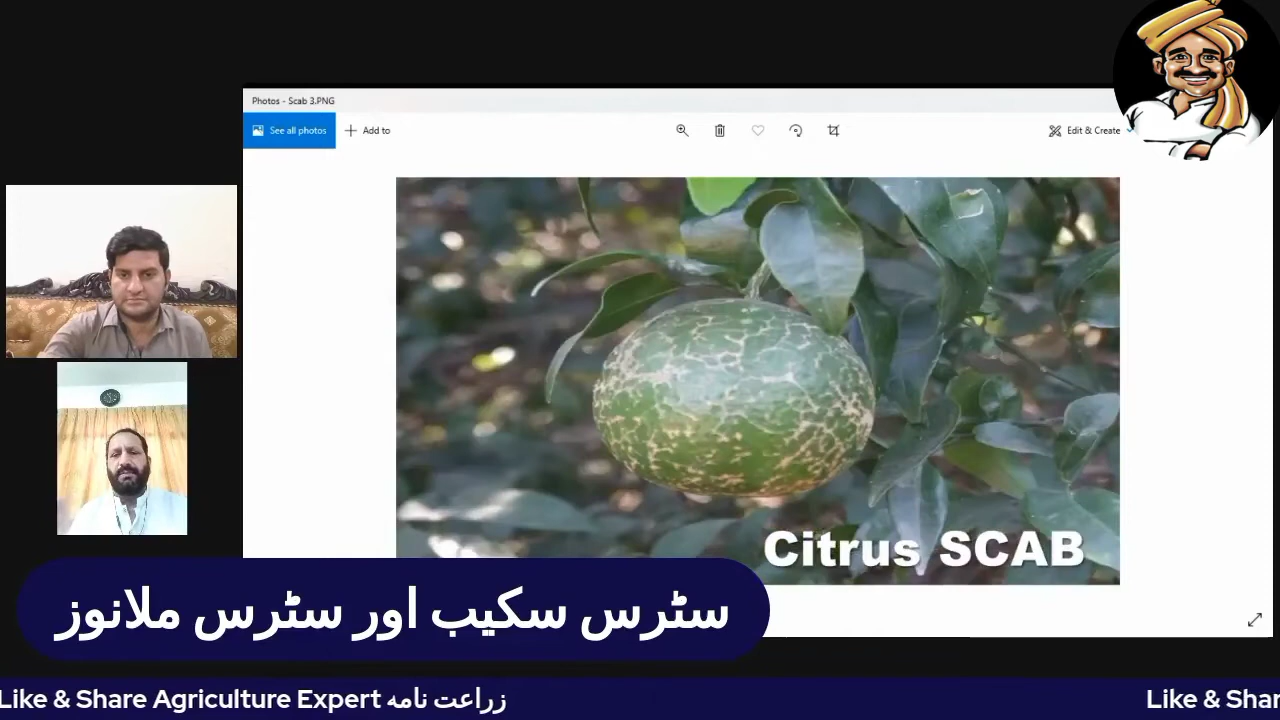 Photos - Scab 3.PNG
See all photos
Add to
Edit & Create
Citrus SCAB
سٹرس سکیب اور سٹرس ملانوز
Like & Share Agriculture Expert زراعت نامہ
Like & Shar